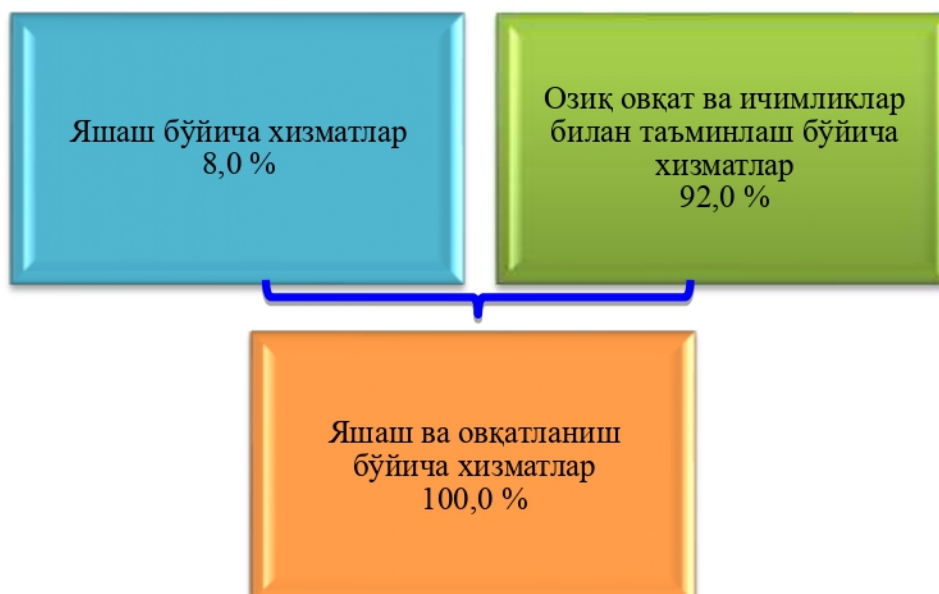 Яшаш бўйича хизматлар
8,0 %
Озиқ овқат ва ичимликлар
билан таъминлаш бўйича
хизматлар
92,0 %
Яшаш ва овқатланиш
бўйича хизматлар
100,0 %